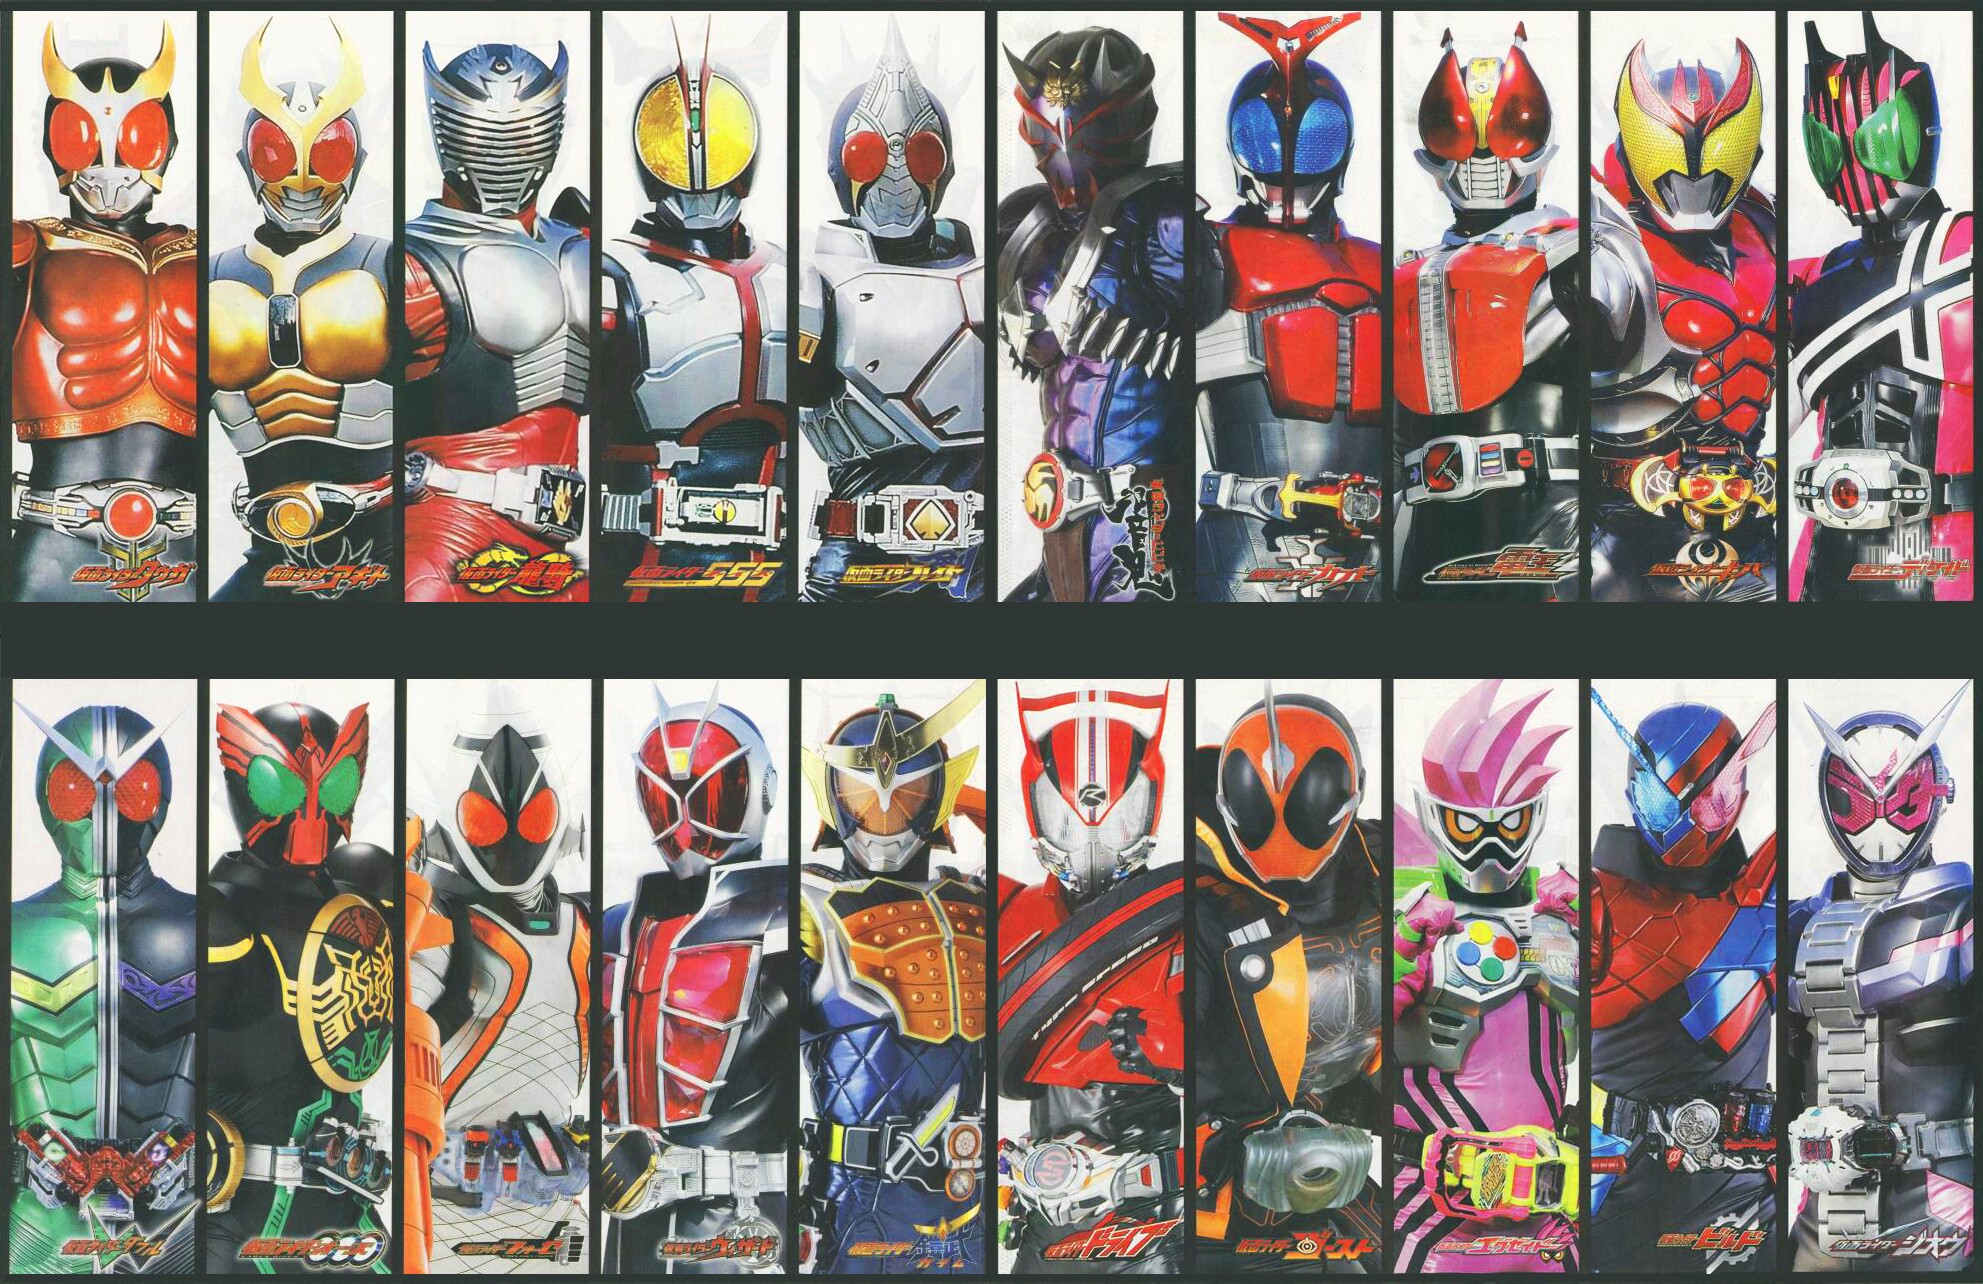 仮面ライダークウガ
仮面ライダーアギト
仮面ライダー龍騎
仮面ライダー555
仮面ライダーブレイド
仮面ライダーカブト
仮面ライダー電王
仮面ライダーキバ
仮面ライダーディケイド
仮面ライダーダブル
仮面ライダーオーズ
仮面ライダーフォーゼ
仮面ライダーウィザード
仮面ライダー鎧武
ガイム
TYPE SPEED
仮面ライダードライブ
仮面ライダーゴースト
仮面ライダーエグゼイド
仮面ライダービルド
仮面ライダージオウ